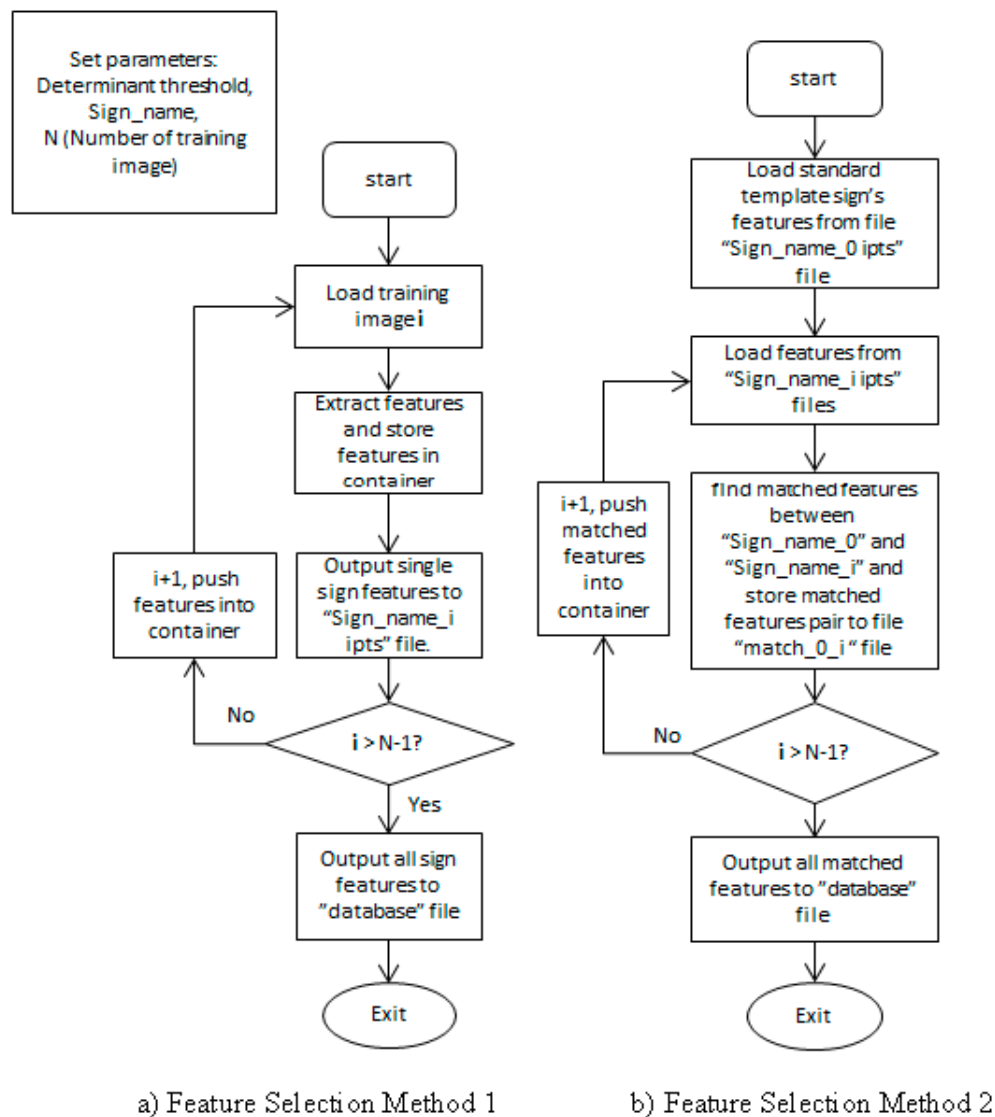 Set parameters:
Determinant threshold,
Sign_name,
N (Number of training
image)
start
Load training
image i
Extract features
and store
features in
container
Output single
sign features to
“Sign_name_i
ipts” file.
i+1, push
features into
container
No
i > N-1?
Yes
Output all sign
features to
”database” file
Exit
a) Feature Selection Method 1
start
Load standard
template sign’s
features from file
“Sign_name_0 ipts”
file
Load features from
“Sign_name_i ipts”
files
find matched features
between
“Sign_name_0” and
“Sign_name_i” and
store matched
features pair to file
“match_0_i “ file
i+1, push
matched
features
into
container
No
i > N-1?
Output all matched
features to ”database”
file
Exit
b) Feature Selection Method 2